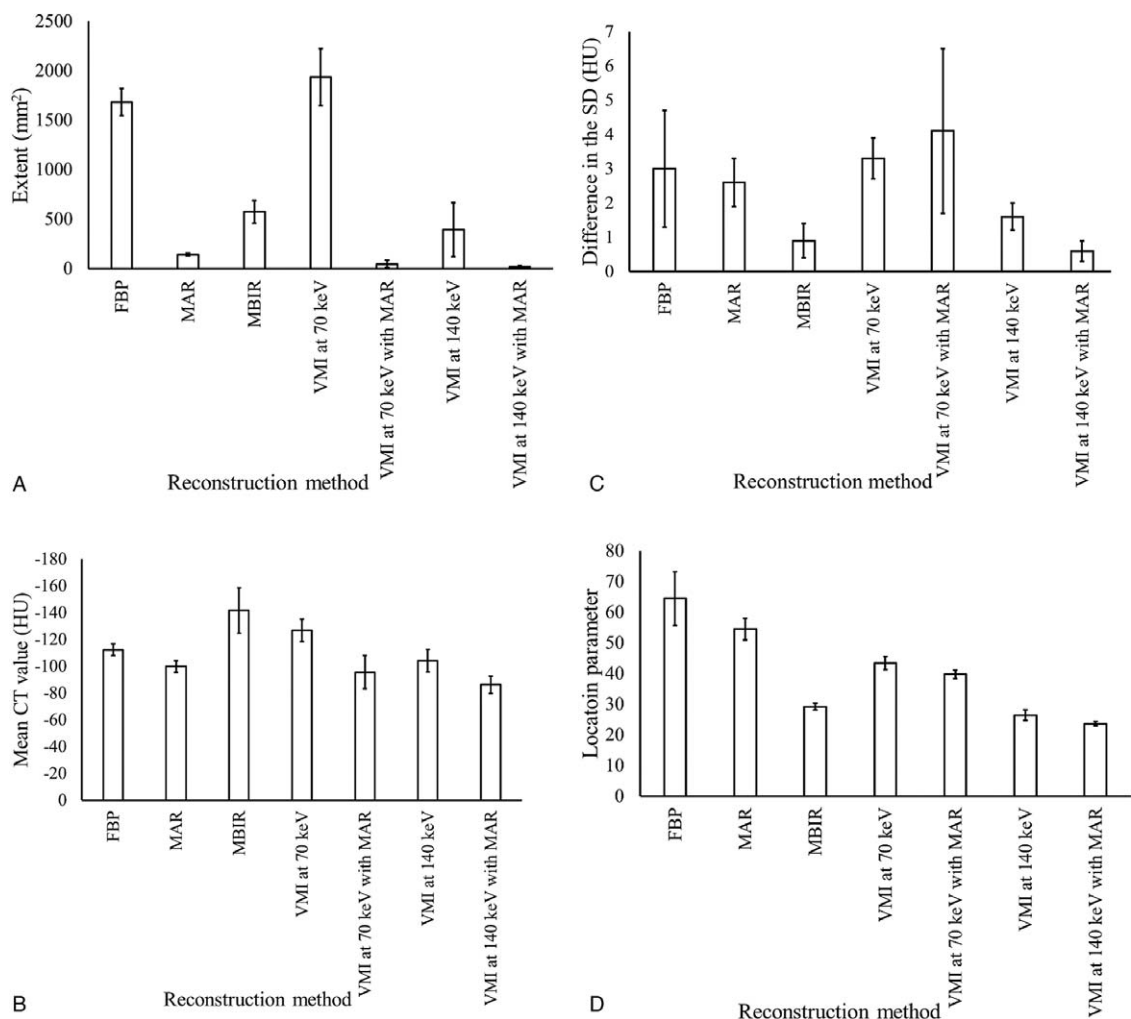 2500
2000
1500
1000
500
0
Extent (mm²)
FBP
MAR
MBIR
VMI at 70 keV
VMI at 70 keV with MAR
VMI at 140 keV
VMI at 140 keV with MAR
Reconstruction method
A
7
6
5
4
3
2
1
0
Difference in the SD (HU)
FBP
MAR
MBIR
VMI at 70 keV
VMI at 70 keV with MAR
VMI at 140 keV
VMI at 140 keV with MAR
Reconstruction method
C
-180
-160
-140
-120
-100
-80
-60
-40
-20
0
Mean CT value (HU)
FBP
MAR
MBIR
VMI at 70 keV
VMI at 70 keV with MAR
VMI at 140 keV
VMI at 140 keV with MAR
Reconstruction method
B
80
70
60
50
40
30
20
10
0
Locatoin parameter
FBP
MAR
MBIR
VMI at 70 keV
VMI at 70 keV with MAR
VMI at 140 keV
VMI at 140 keV with MAR
Reconstruction method
D